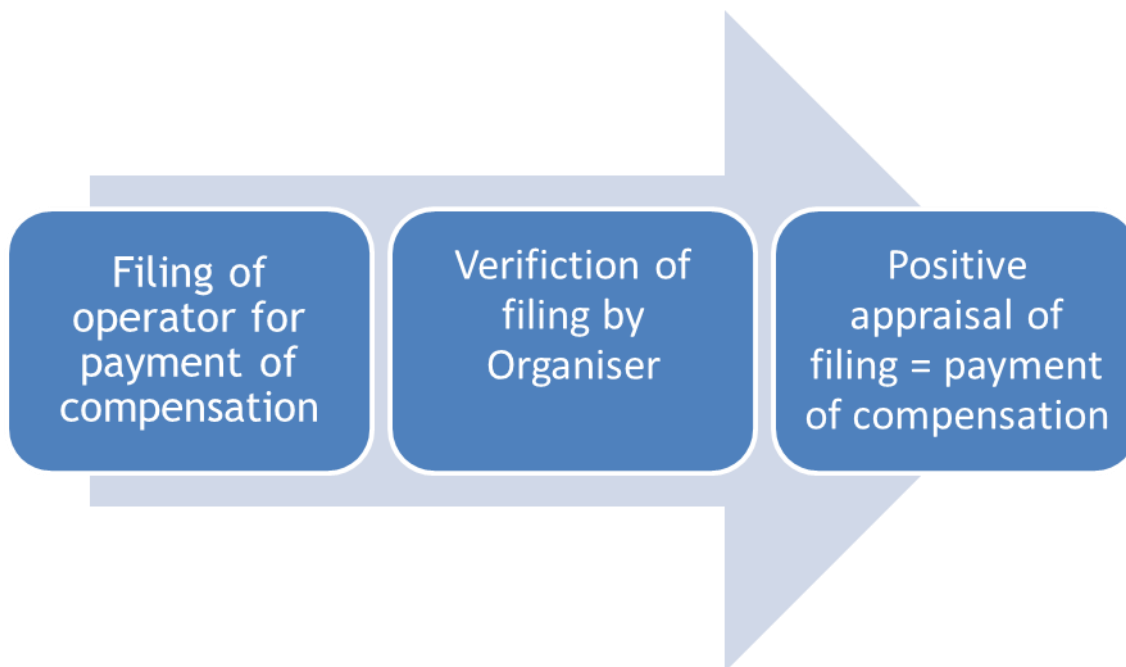 Filing of
operator for
payment of
compensation
Verifiction of
filing by
Organiser
Positive
appraisal of
filing = payment
of compensation